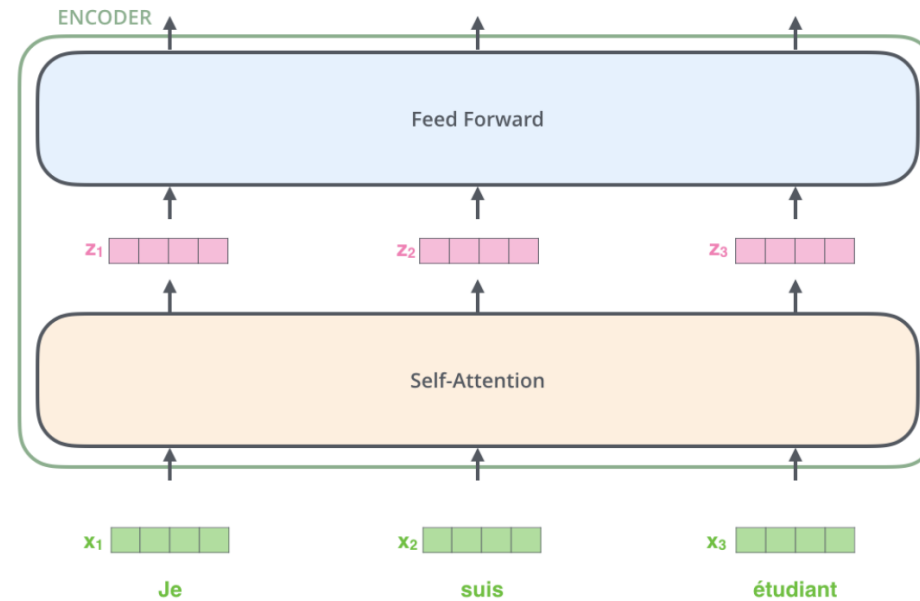 ENCODER
Feed Forward
z₁ z₂ z₃
Self-Attention
x₁ x₂ x₃
Je suis étudiant